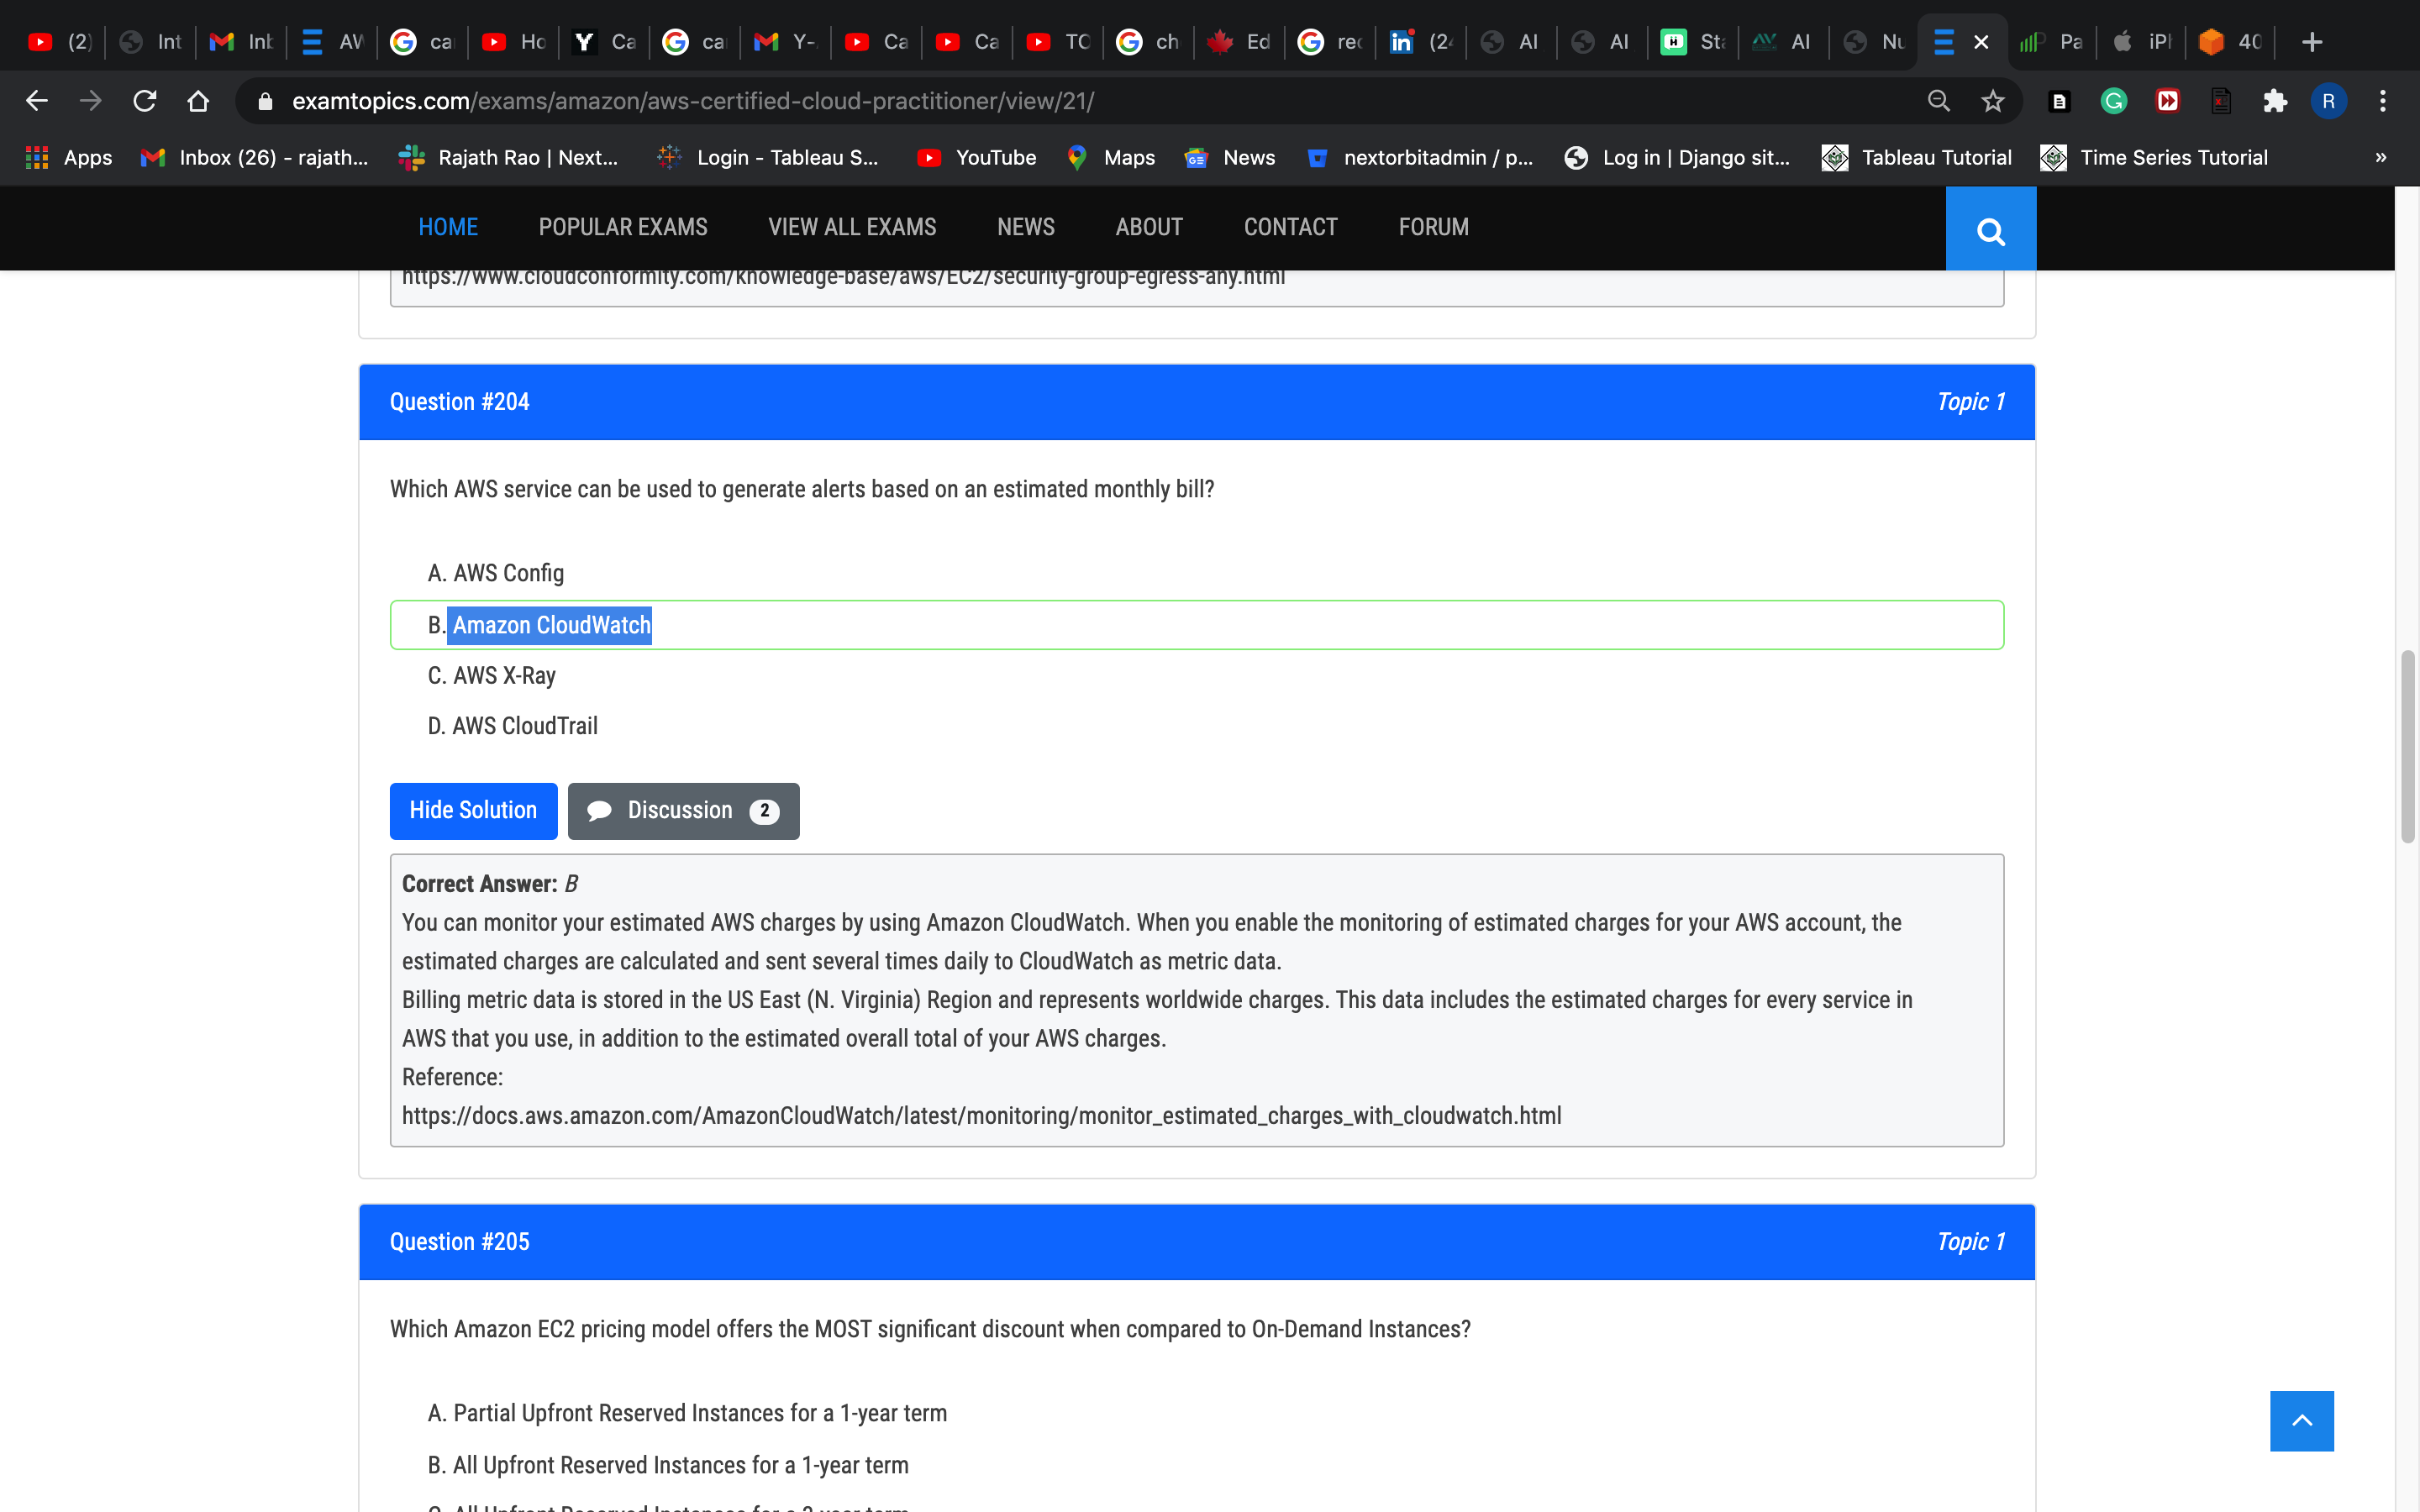 (2)
Int
Inb
AW
ca
Ho
Ca
ca
Y-
Ca
Ca
TO
ch
Ed
rec
(24
AI
AI
Sta
AI
Nu
Pa
iPh
40
examtopics.com/exams/amazon/aws-certified-cloud-practitioner/view/21/
R
Apps
Inbox (26) - rajath...
Rajath Rao | Next...
Login - Tableau S...
YouTube
Maps
News
nextorbitadmin / p...
Log in | Django sit...
Tableau Tutorial
Time Series Tutorial
»
HOME
POPULAR EXAMS
VIEW ALL EXAMS
NEWS
ABOUT
CONTACT
FORUM
https://www.cloudconformity.com/knowledge-base/aws/EC2/security-group-egress-any.html
Question #204
Topic 1
Which AWS service can be used to generate alerts based on an estimated monthly bill?
A. AWS Config
B. Amazon CloudWatch
C. AWS X-Ray
D. AWS CloudTrail
Hide Solution
Discussion 2
Correct Answer: B
You can monitor your estimated AWS charges by using Amazon CloudWatch. When you enable the monitoring of estimated charges for your AWS account, the
estimated charges are calculated and sent several times daily to CloudWatch as metric data.
Billing metric data is stored in the US East (N. Virginia) Region and represents worldwide charges. This data includes the estimated charges for every service in
AWS that you use, in addition to the estimated overall total of your AWS charges.
Reference:
https://docs.aws.amazon.com/AmazonCloudWatch/latest/monitoring/monitor_estimated_charges_with_cloudwatch.html
Question #205
Topic 1
Which Amazon EC2 pricing model offers the MOST significant discount when compared to On-Demand Instances?
A. Partial Upfront Reserved Instances for a 1-year term
B. All Upfront Reserved Instances for a 1-year term